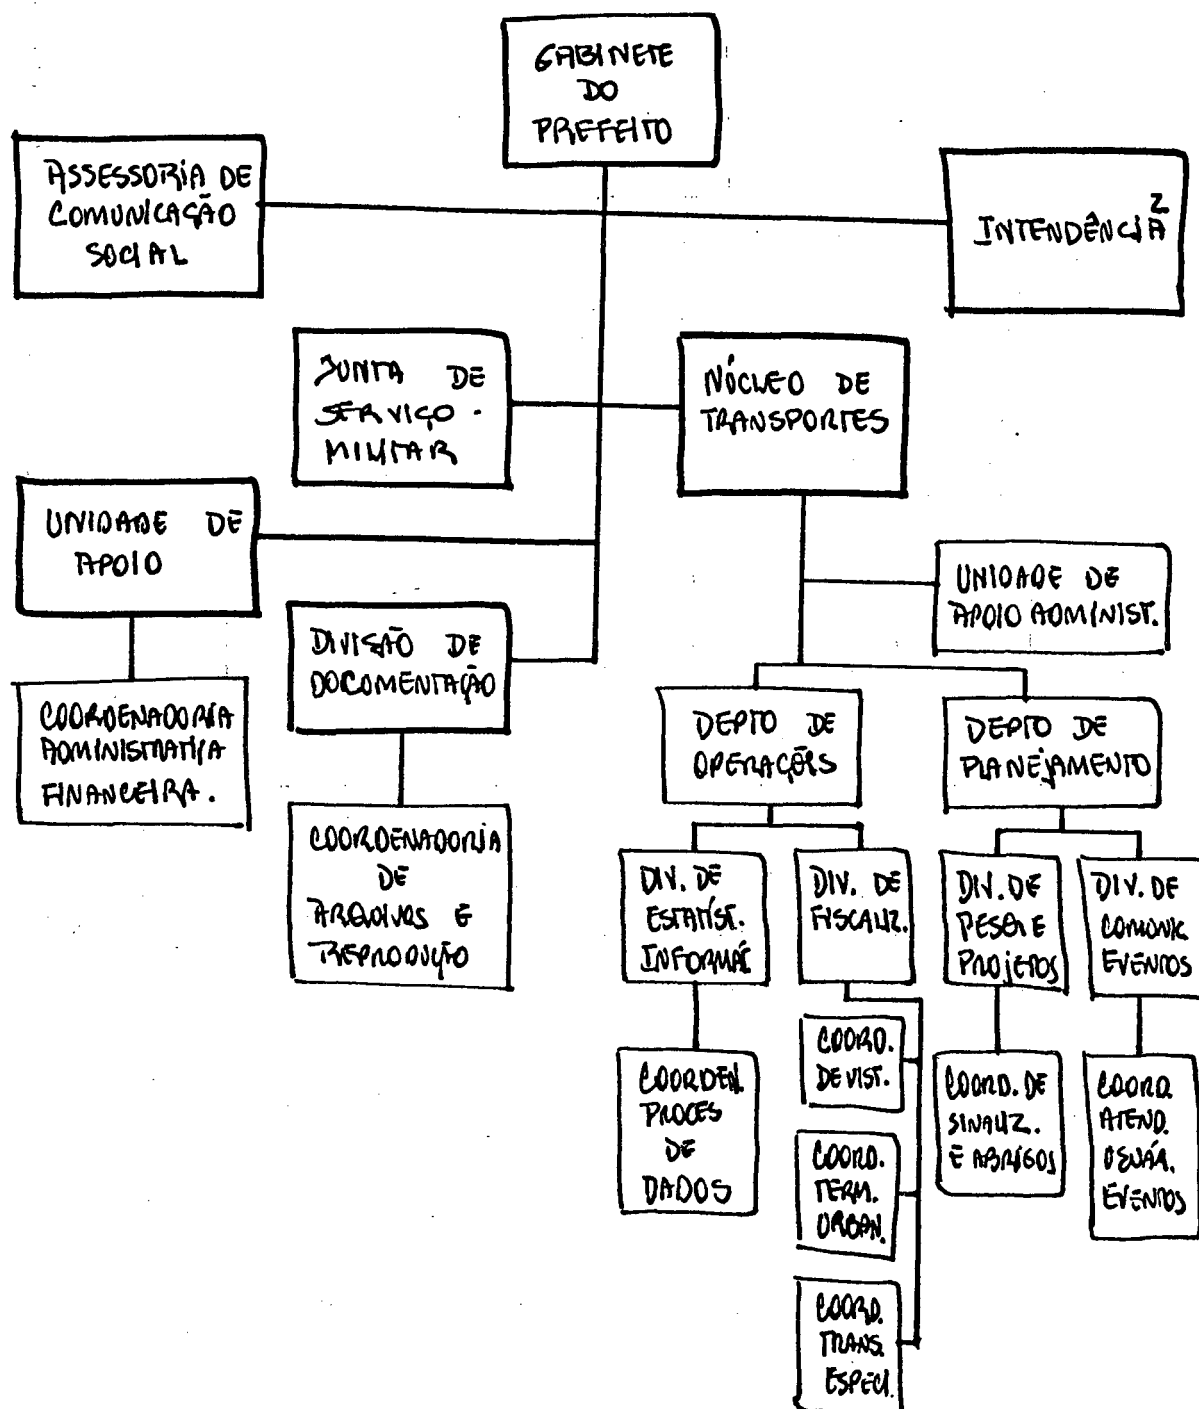 GABINETE
DO
PREFEITO
ASSESSORIA DE
COMUNICAÇÃO
SOCIAL
INTENDÊNCIA
2
JUNTA DE
SERVIÇO
MILITAR
NÚCLEO DE
TRANSPORTES
UNIDADE DE
APOIO
UNIDADE DE
APOIO ADMINIST.
DIVISÃO DE
DOCUMENTAÇÃO
COORDENADORIA
ADMINISTRATIVA
FINANCEIRA.
DEPTO DE
OPERAÇÕES
DEPTO DE
PLANEJAMENTO
COORDENADORIA
DE
ARQUIVOS E
REPRODUÇÃO
DIV. DE
ESTATÍST.
INFORMÁC
DIV. DE
FISCALIZ.
DIV. DE
PESQ. E
PROJETOS
DIV. DE
COMUNIC
EVENTOS
COORDEN.
PROCES
DE
DADOS
COORD.
DE VIST.
COORD.
TERM.
URBAN.
COORD.
TRANS.
ESPECI.
COORD. DE
SINALIZ.
E ABRIGOS
COORD.
ATEND.
USUÁR.
EVENTOS